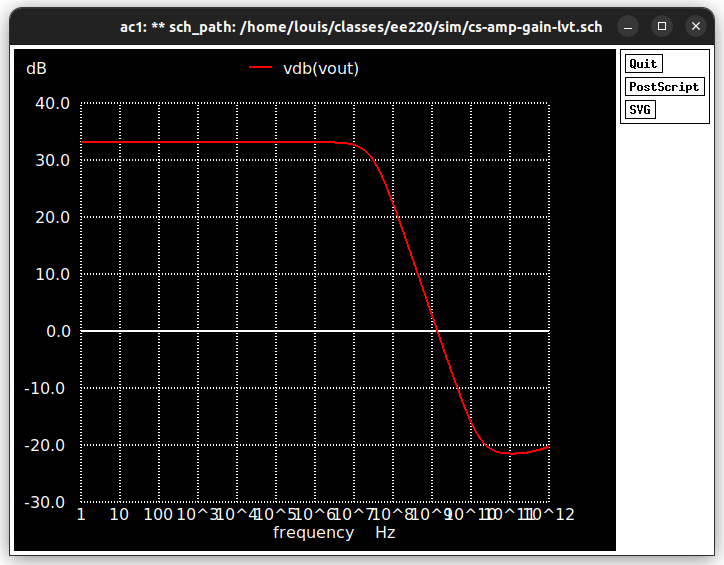 ac1: ** sch_path: /home/louis/classes/ee220/sim/cs-amp-gain-lvt.sch
dB
vdb(vout)
Quit
PostScript
SVG
40.0
30.0
20.0
10.0
0.0
-10.0
-20.0
-30.0
1 10 100 10^3 10^4 10^5 10^6 10^7 10^8 10^9 10^10 10^11 10^12
frequency Hz